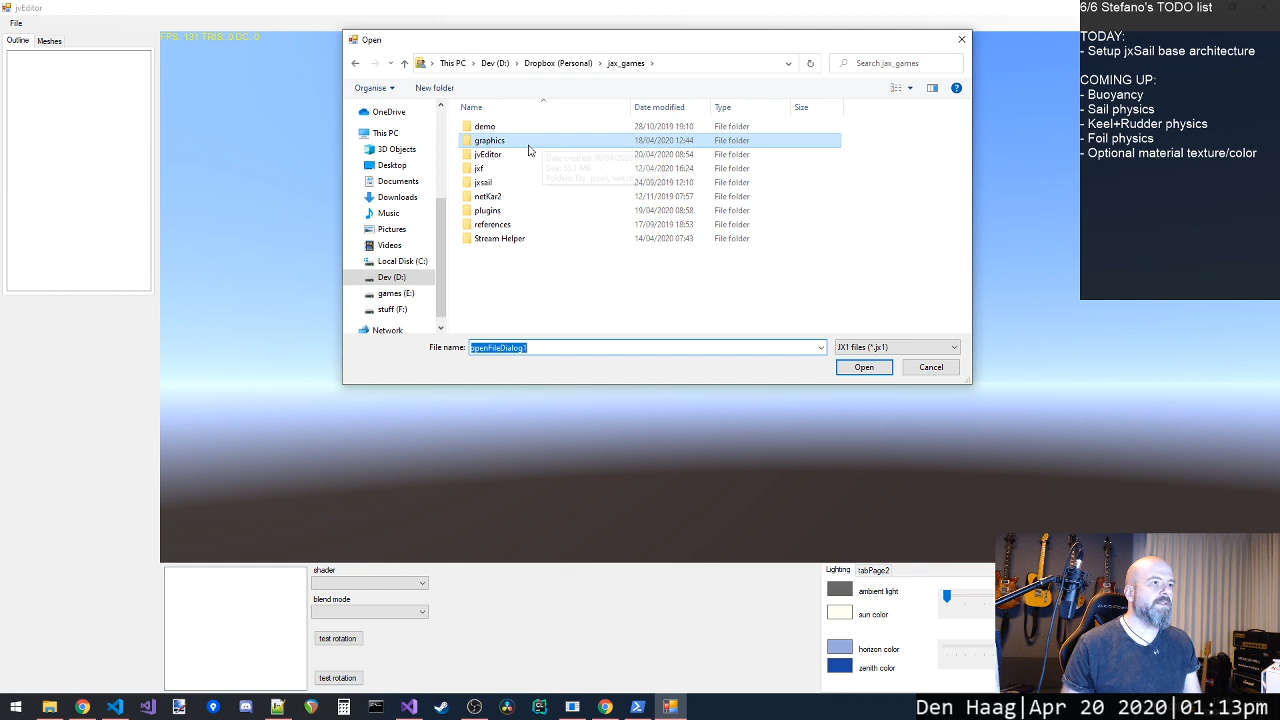 jvEditor
File
Outline
Meshes
FPS: 131 TRIS: 0 DC: 0
Open
This PC
Dev (D:)
Dropbox (Personal)
jax_games
Search jax_games
Organise
New folder
OneDrive
This PC
3D Objects
Desktop
Documents
Downloads
Music
Pictures
Videos
Local Disk (C:)
Dev (D:)
games (E:)
stuff (F:)
Network
Name Date modified Type Size
demo 28/10/2019 19:10 File folder
graphics 18/04/2020 12:44 File folder
jvEditor 20/04/2020 08:54 File folder
jxf 12/04/2020 16:24 File folder
jxsail 24/09/2019 12:10 File folder
netKar2 12/11/2019 07:57 File folder
plugins 19/04/2020 08:58 File folder
references 17/09/2019 18:53 File folder
Stream Helper 14/04/2020 07:43 File folder
File name: openFileDialog1
JX1 files (*.jx1)
Open
Cancel
6/6 Stefano's TODO list
TODAY:
- Setup jxSail base architecture
COMING UP:
- Buoyancy
- Sail physics
- Keel+Rudder physics
- Foil physics
- Optional material texture/color
shader
blend mode
test rotation
test rotation
Lighting
tabPage2
ambient light
sun color
horizon color
zenith color
Den Haag|Apr 20 2020|01:13pm